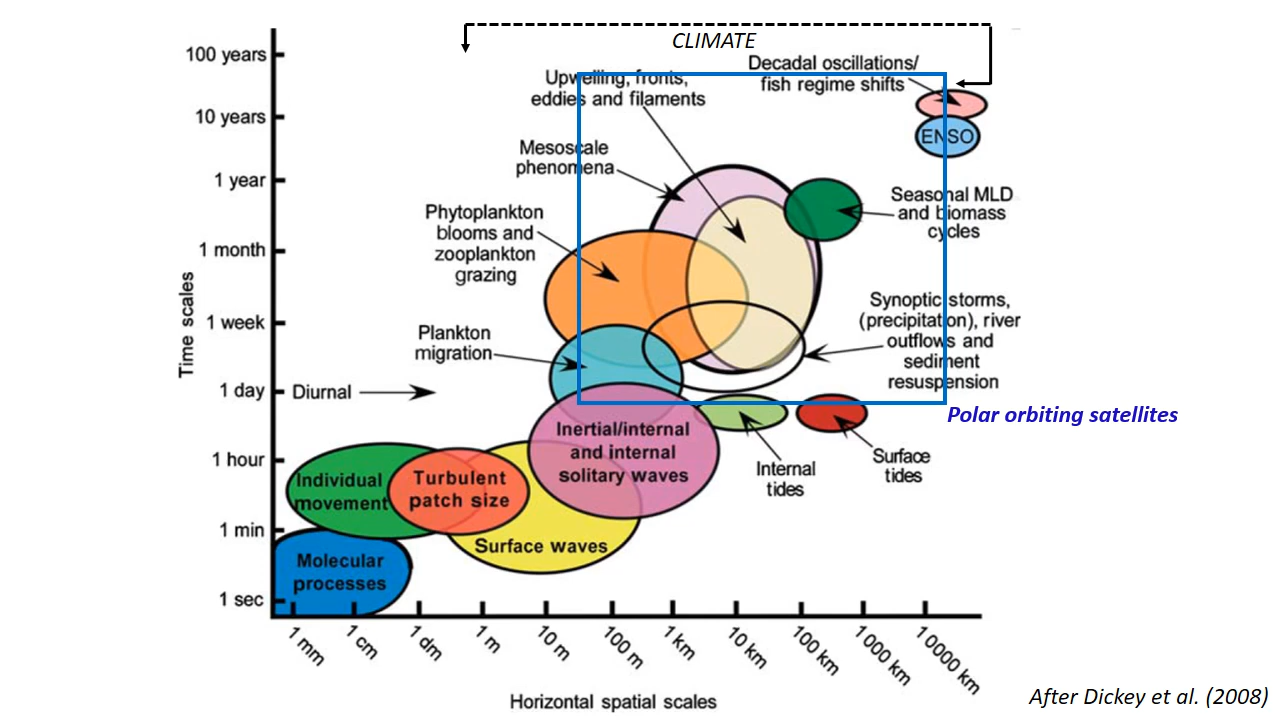 CLIMATE
100 years
10 years
1 year
1 month
1 week
1 day
1 hour
1 min
1 sec
Time scales
Upwelling, fronts,
eddies and filaments
Decadal oscillations/
fish regime shifts
ENSO
Mesoscale
phenomena
Seasonal MLD
and biomass
cycles
Phytoplankton
blooms and
zooplankton
grazing
Synoptic storms,
(precipitation), river
outflows and
sediment
resuspension
Plankton
migration
Diurnal
Polar orbiting satellites
Inertial/internal
and internal
solitary waves
Internal
tides
Surface
tides
Individual
movement
Turbulent
patch size
Surface waves
Molecular
processes
1 mm
1 cm
1 dm
1 m
10 m
100 m
1 km
10 km
100 km
1 000 km
10 000 km
Horizontal spatial scales
After Dickey et al. (2008)